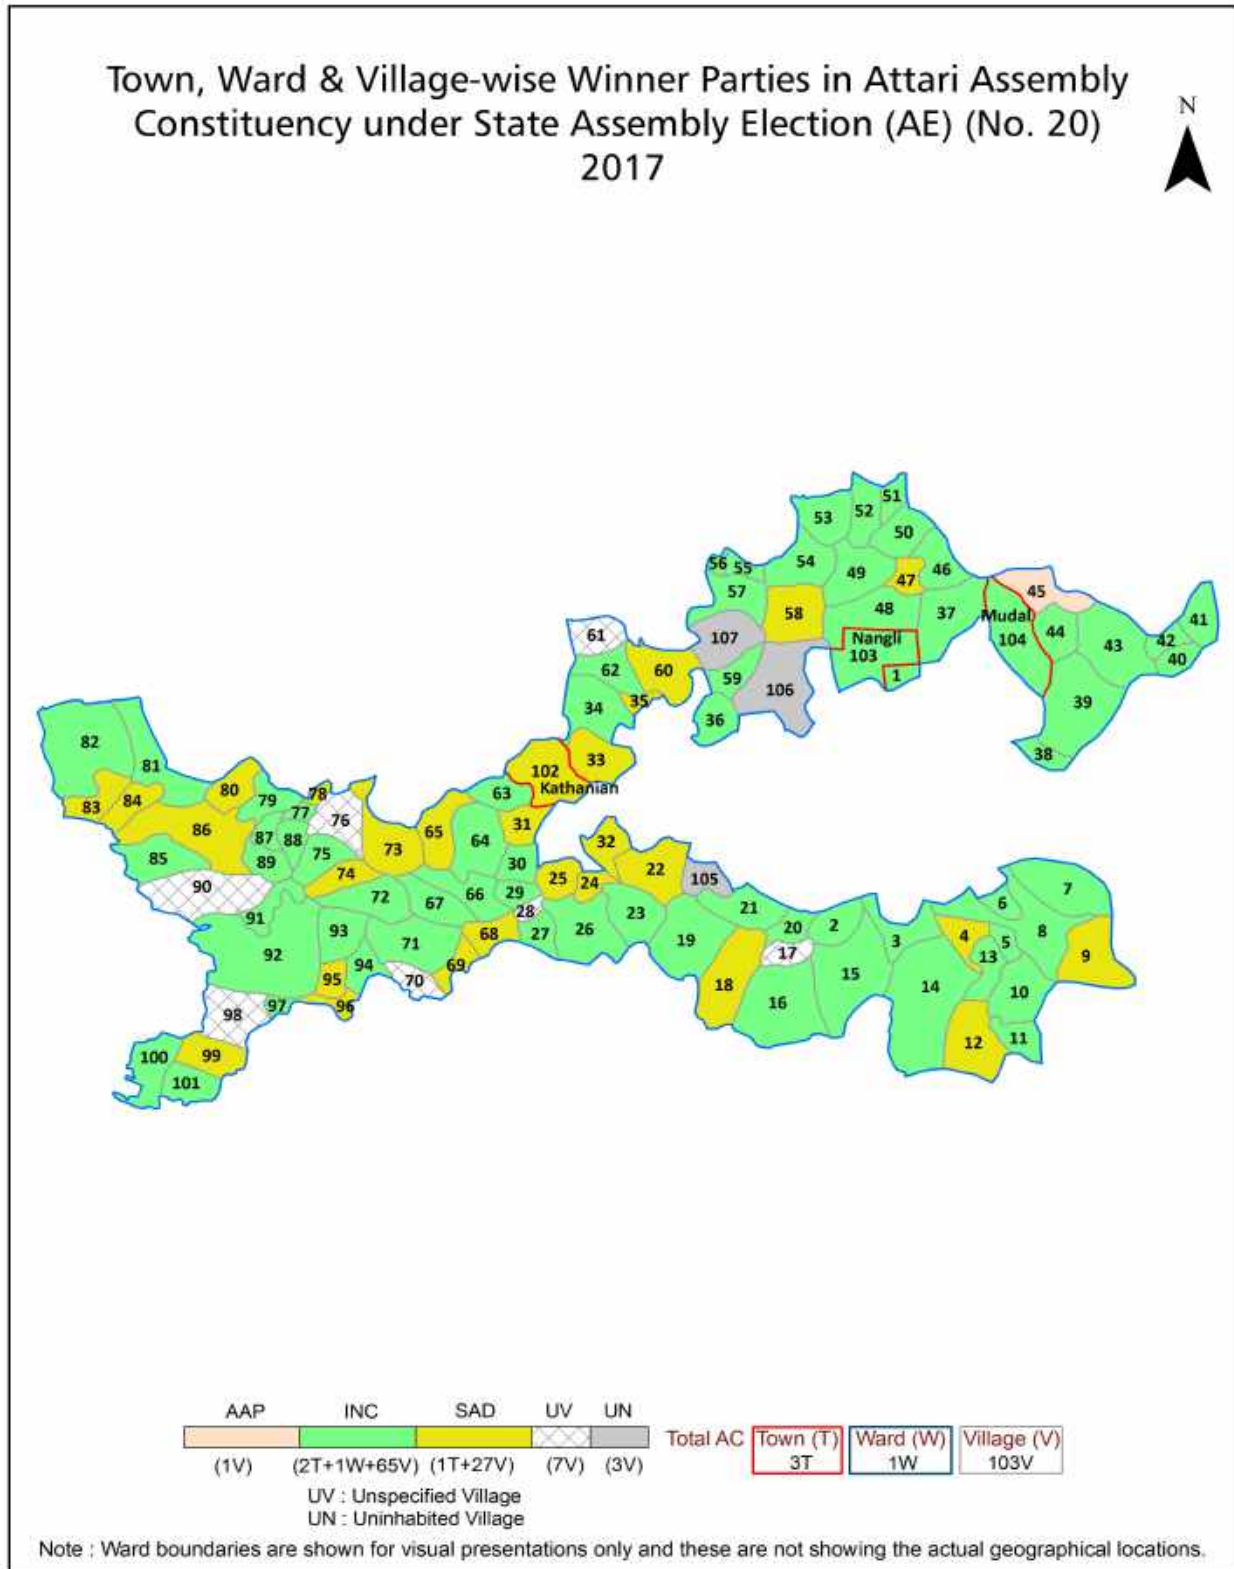 Town, Ward & Village-wise Winner Parties in Attari Assembly
Constituency under State Assembly Election (AE) (No. 20)
2017
N
51
53 52
50
56 55 54 49 47 46 45
57
58 48 37 Mudal 44 43 42 41
61 107 Nangli 104 40
103
62 60 59 1
35 106 39
34 36
82 33 38
81 102
Kathanian
83 84 80 79 78 63
77 76 31
86 87 88 65 64 32
85 89 75 73 30 22
74 25 24 105
90 72 67 66 29 7
91 28 23 21 6
93 71 68 27 26 20 2 8
92 19 17 3 4 5 9
95 94 69 13
70 18 15 14 10
98 97 96 16
100 99 12 11
101
AAP INC SAD UV UN
Total AC Town (T) Ward (W) Village (V)
3T 1W 103V
(1V) (2T+1W+65V) (1T+27V) (7V) (3V)
UV : Unspecified Village
UN : Uninhabited Village
Note : Ward boundaries are shown for visual presentations only and these are not showing the actual geographical locations.